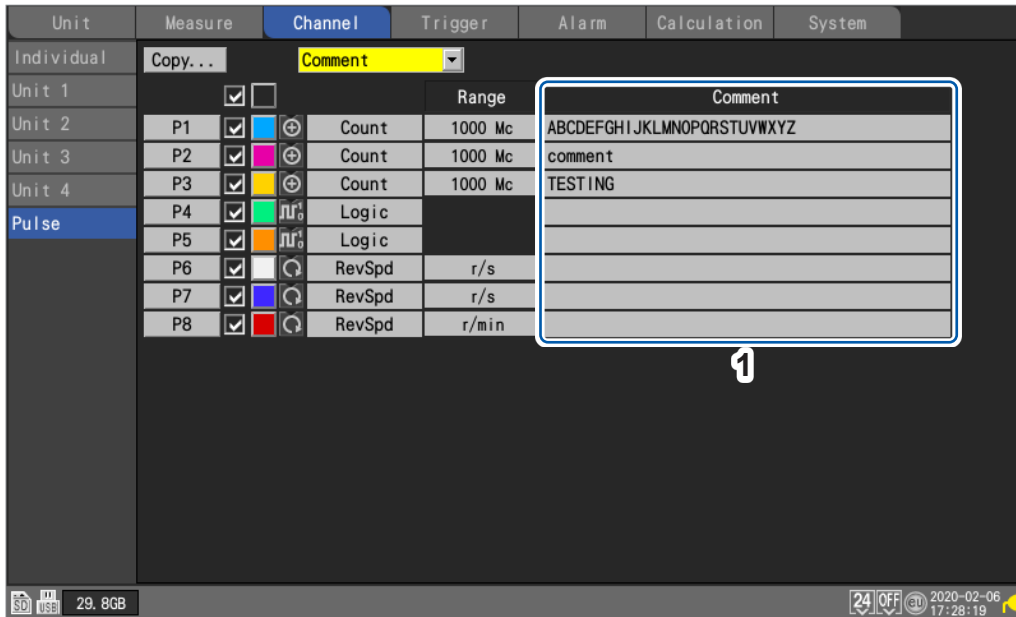 Unit Measure Channel Trigger Alarm Calculation System
Individual
Copy... Comment
Unit 1
Range Comment
Unit 2
P1 Count 1000 Mc ABCDEFGHIJKLMNOPQRSTUVWXYZ
P2 Count 1000 Mc comment
Unit 3
P3 Count 1000 Mc TESTING
Unit 4
P4 Logic
Pulse
P5 Logic
P6 RevSpd r/s
P7 RevSpd r/s
P8 RevSpd r/min
1
SD USB 29.8GB 24 OFF eu 2020-02-06
17:28:19